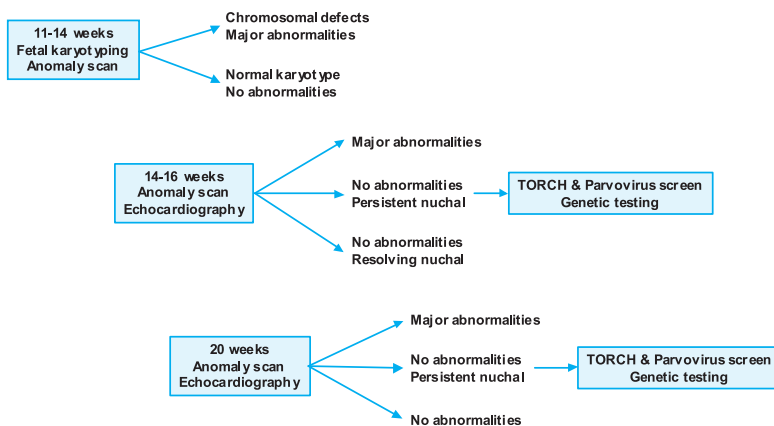 11-14 weeks
Fetal karyotyping
Anomaly scan
Chromosomal defects
Major abnormalities
Normal karyotype
No abnormalities
14-16 weeks
Anomaly scan
Echocardiography
Major abnormalities
No abnormalities
Persistent nuchal
TORCH & Parvovirus screen
Genetic testing
No abnormalities
Resolving nuchal
20 weeks
Anomaly scan
Echocardiography
Major abnormalities
No abnormalities
Persistent nuchal
TORCH & Parvovirus screen
Genetic testing
No abnormalities